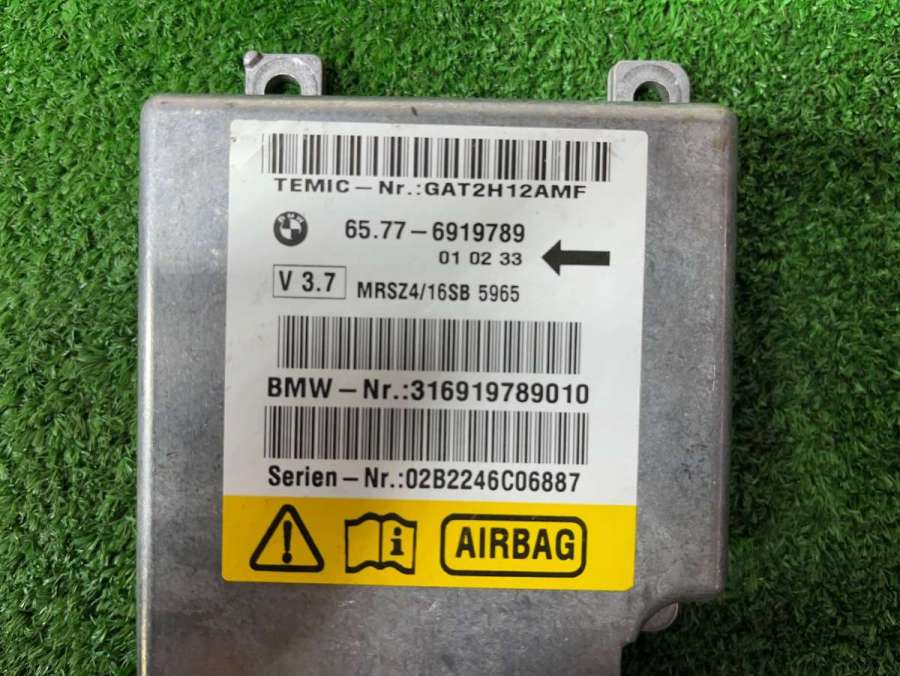 TEMIC-Nr.:GAT2H12AMF
BMW
65.77-6919789
01 02 33
V 3.7
MRSZ4/16SB 5965
BMW-Nr.:316919789010
Serien-Nr.:02B2246C06887
i
AIRBAG